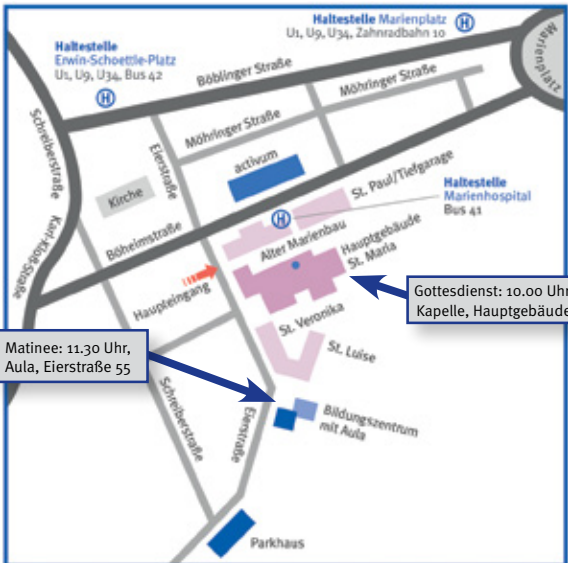 Haltestelle Marienplatz
U1, U9, U34, Zahnradbahn 10
Marienplatz
Haltestelle
Erwin-Schoettle-Platz
U1, U9, U34, Bus 42
H
H
Böblinger Straße
Möhringer Straße
Möhringer Straße
Schreiberstraße
Eierstraße
activum
Kirche
St. Paul/Tiefgarage
Haltestelle
Marienhospital
Bus 41
H
Karl-Kloß-Straße
Böheimstraße
Alter Marienbau
Hauptgebäude
St. Maria
Haupteingang
Gottesdienst: 10.00 Uhr
Kapelle, Hauptgebäude
St. Veronika
St. Luise
Matinee: 11.30 Uhr,
Aula, Eierstraße 55
Schreiberstraße
Eierstraße
Bildungszentrum
mit Aula
Parkhaus